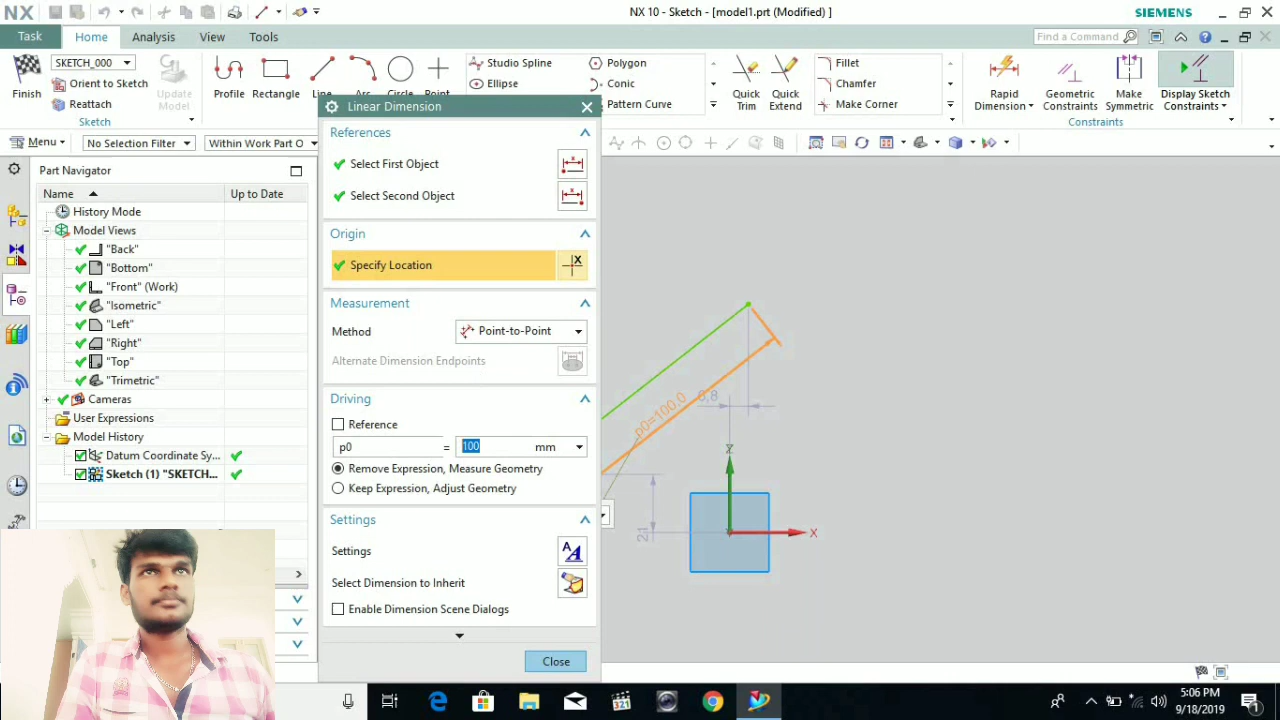 NX
NX 10 - Sketch - [model1.prt (Modified) ]
SIEMENS
Task
Home
Analysis
View
Tools
Find a Command
SKETCH_000
Orient to Sketch
Reattach
Finish
Update
Model
Sketch
Profile
Rectangle
Line
Arc
Circle
Point
Studio Spline
Polygon
Ellipse
Conic
Pattern Curve
Quick
Trim
Quick
Extend
Fillet
Chamfer
Make Corner
Rapid
Dimension
Geometric
Constraints
Make
Symmetric
Display Sketch
Constraints
Constraints
Menu
No Selection Filter
Within Work Part O
Part Navigator
Name
Up to Date
History Mode
Model Views
"Back"
"Bottom"
"Front" (Work)
"Isometric"
"Left"
"Right"
"Top"
"Trimetric"
Cameras
User Expressions
Model History
Datum Coordinate Sy...
Sketch (1) "SKETCH...
Linear Dimension
References
Select First Object
Select Second Object
Origin
Specify Location
Measurement
Method
Point-to-Point
Alternate Dimension Endpoints
Driving
Reference
p0
=
100
mm
Remove Expression, Measure Geometry
Keep Expression, Adjust Geometry
Settings
Settings
Select Dimension to Inherit
Enable Dimension Scene Dialogs
Close
p0=100.0
Z
X
5:06 PM
9/18/2019